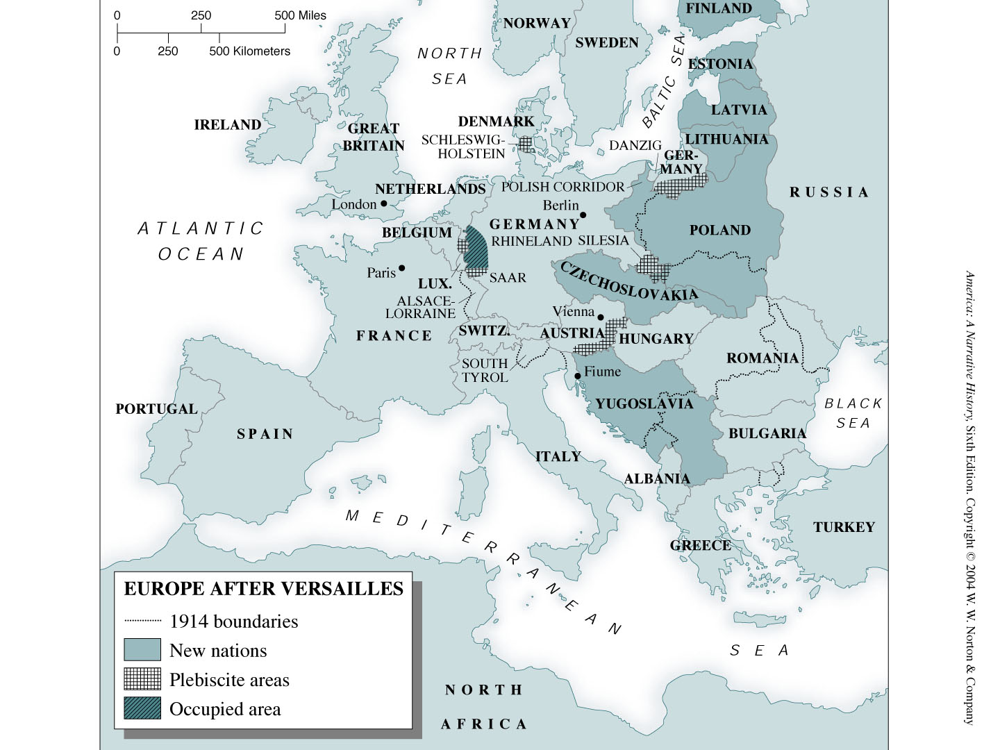 0 250 500 Miles
0 250 500 Kilometers
FINLAND
NORWAY
SWEDEN
NORTH
SEA
BALTIC SEA
ESTONIA
LATVIA
LITHUANIA
IRELAND
GREAT
BRITAIN
DENMARK
SCHLESWIG-
HOLSTEIN
DANZIG
GER-
MANY
NETHERLANDS
POLISH CORRIDOR
RUSSIA
London
Berlin
ATLANTIC
OCEAN
BELGIUM
GERMANY
POLAND
RHINELAND
SILESIA
Paris
LUX.
SAAR
CZECHOSLOVAKIA
ALSACE-
LORRAINE
Vienna
FRANCE
SWITZ.
AUSTRIA
HUNGARY
ROMANIA
SOUTH
TYROL
Fiume
PORTUGAL
SPAIN
YUGOSLAVIA
BLACK
SEA
BULGARIA
ITALY
ALBANIA
MEDITERRANEAN
SEA
GREECE
TURKEY
NORTH
AFRICA
EUROPE AFTER VERSAILLES
1914 boundaries
New nations
Plebiscite areas
Occupied area
America: A Narrative History, Sixth Edition. Copyright © 2004 W. W. Norton & Company